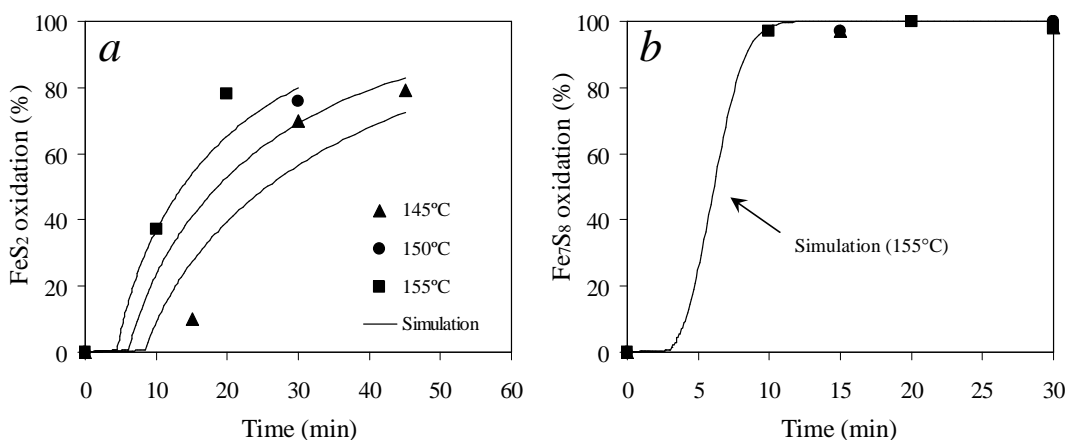 a
FeS2 oxidation (%)
100
80
60
40
20
0
145ºC
150ºC
155ºC
Simulation
0 10 20 30 40 50 60
Time (min)
b
Fe7S8 oxidation (%)
100
80
60
40
20
0
Simulation (155°C)
0 5 10 15 20 25 30
Time (min)